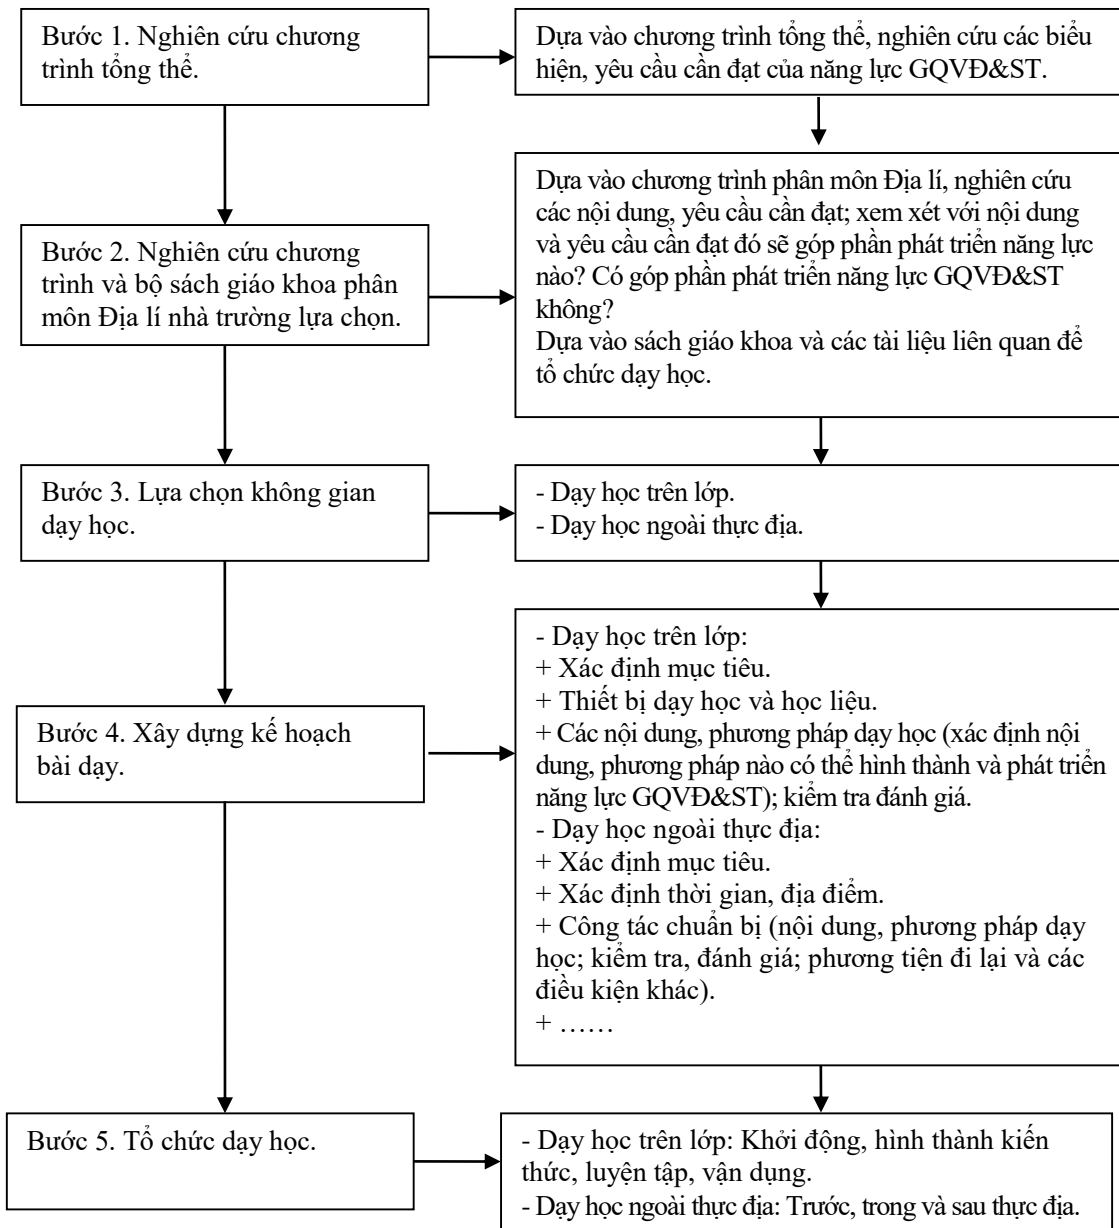 Bước 1. Nghiên cứu chương
trình tổng thể.
Dựa vào chương trình tổng thể, nghiên cứu các biểu
hiện, yêu cầu cần đạt của năng lực GQVĐ&ST.
Bước 2. Nghiên cứu chương
trình và bộ sách giáo khoa phân
môn Địa lí nhà trường lựa chọn.
Dựa vào chương trình phân môn Địa lí, nghiên cứu
các nội dung, yêu cầu cần đạt; xem xét với nội dung
và yêu cầu cần đạt đó sẽ góp phần phát triển năng lực
nào? Có góp phần phát triển năng lực GQVĐ&ST
không?
Dựa vào sách giáo khoa và các tài liệu liên quan để
tổ chức dạy học.
Bước 3. Lựa chọn không gian
dạy học.
- Dạy học trên lớp.
- Dạy học ngoài thực địa.
Bước 4. Xây dựng kế hoạch
bài dạy.
- Dạy học trên lớp:
+ Xác định mục tiêu.
+ Thiết bị dạy học và học liệu.
+ Các nội dung, phương pháp dạy học (xác định nội
dung, phương pháp nào có thể hình thành và phát triển
năng lực GQVĐ&ST); kiểm tra đánh giá.
- Dạy học ngoài thực địa:
+ Xác định mục tiêu.
+ Xác định thời gian, địa điểm.
+ Công tác chuẩn bị (nội dung, phương pháp dạy
học; kiểm tra, đánh giá; phương tiện đi lại và các
điều kiện khác).
+ ……
Bước 5. Tổ chức dạy học.
- Dạy học trên lớp: Khởi động, hình thành kiến
thức, luyện tập, vận dụng.
- Dạy học ngoài thực địa: Trước, trong và sau thực địa.